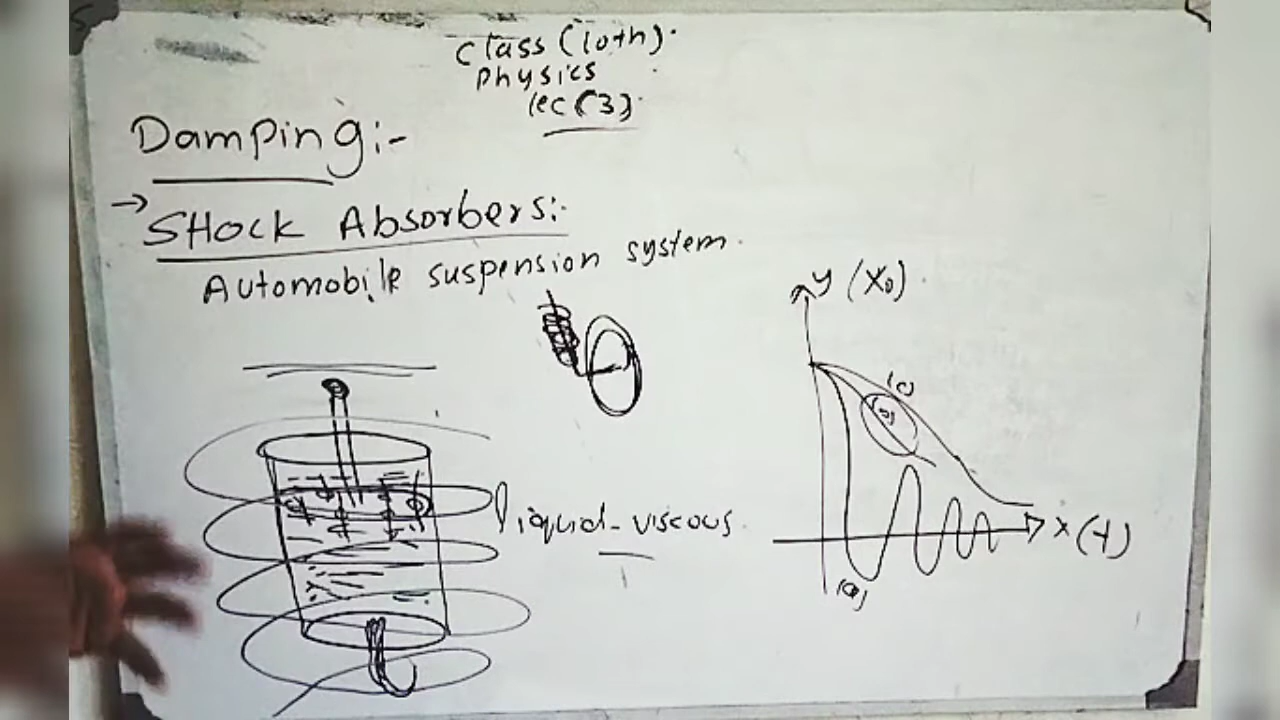 Class (10th).
Physics
lec (3).
Damping:-
→ SHock Absorbers:-
Automobile suspension system.
y (x₀)
(c)
(b)
liquid-viscous.
x (t)
(a)